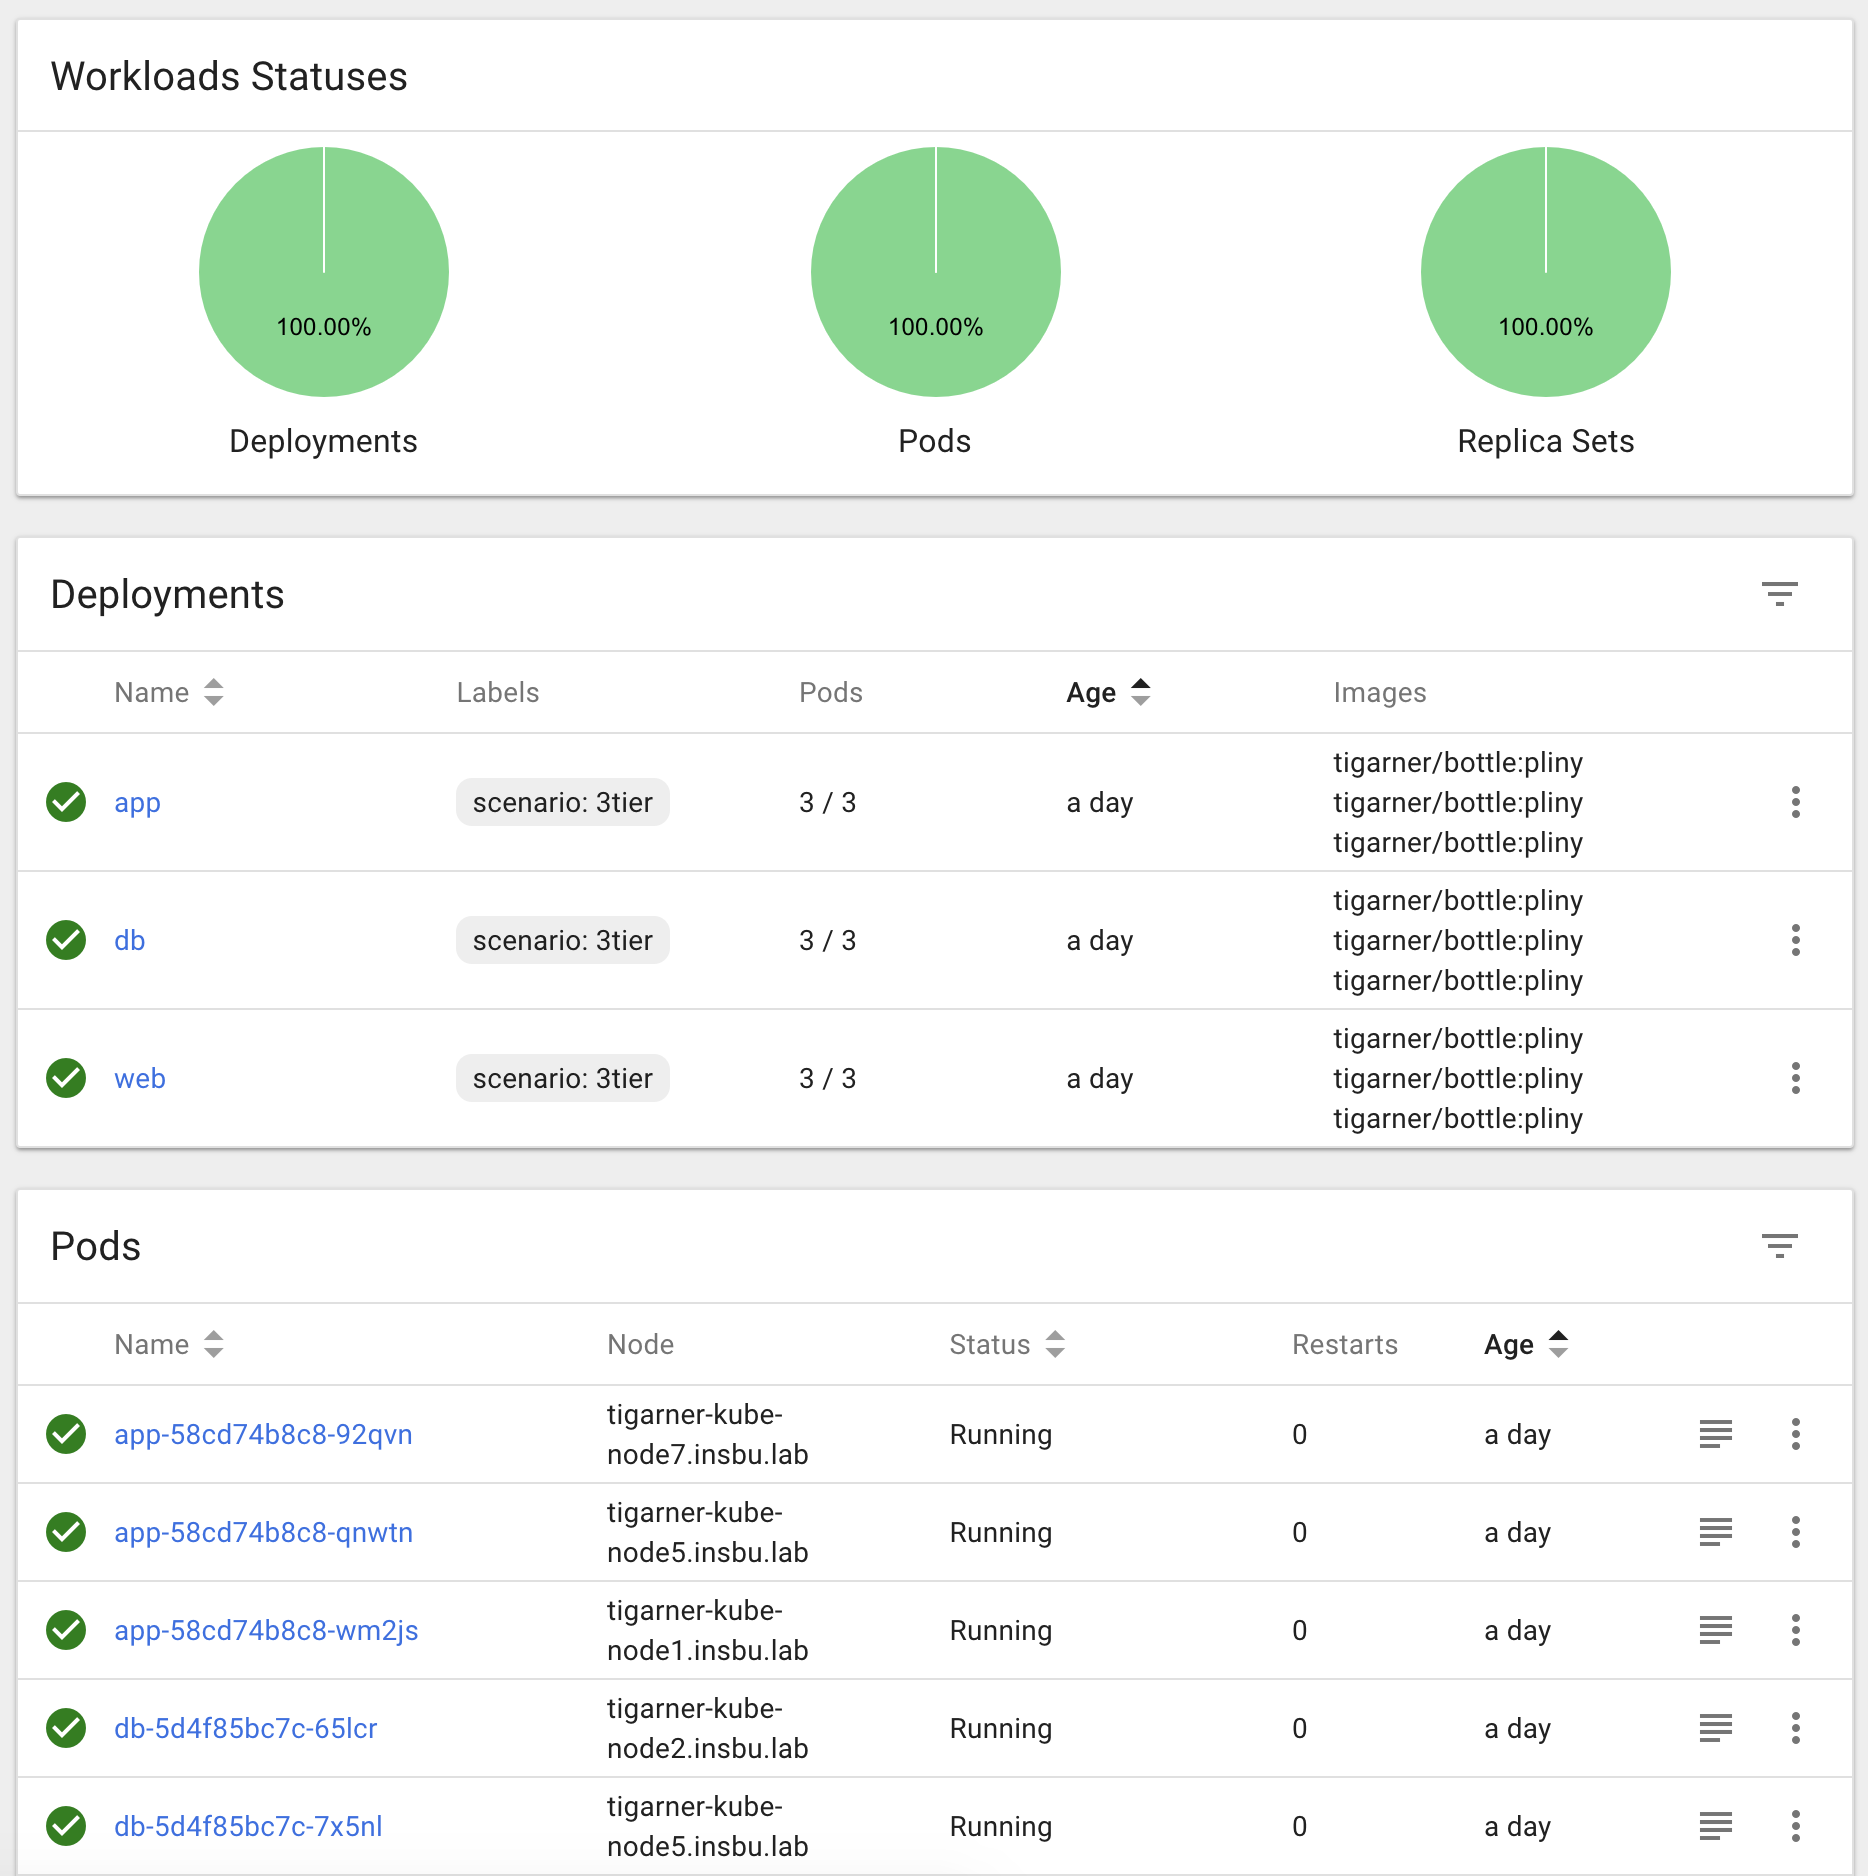 Workloads Statuses
100.00%
100.00%
100.00%
Deployments
Pods
Replica Sets
Deployments
Name Labels Pods Age Images
app scenario: 3tier 3 / 3 a day tigarner/bottle:pliny
tigarner/bottle:pliny
tigarner/bottle:pliny
db scenario: 3tier 3 / 3 a day tigarner/bottle:pliny
tigarner/bottle:pliny
tigarner/bottle:pliny
web scenario: 3tier 3 / 3 a day tigarner/bottle:pliny
tigarner/bottle:pliny
tigarner/bottle:pliny
Pods
Name Node Status Restarts Age
app-58cd74b8c8-92qvn tigarner-kube-
node7.insbu.lab Running 0 a day
app-58cd74b8c8-qnwtn tigarner-kube-
node5.insbu.lab Running 0 a day
app-58cd74b8c8-wm2js tigarner-kube-
node1.insbu.lab Running 0 a day
db-5d4f85bc7c-65lcr tigarner-kube-
node2.insbu.lab Running 0 a day
db-5d4f85bc7c-7x5nl tigarner-kube-
node5.insbu.lab Running 0 a day